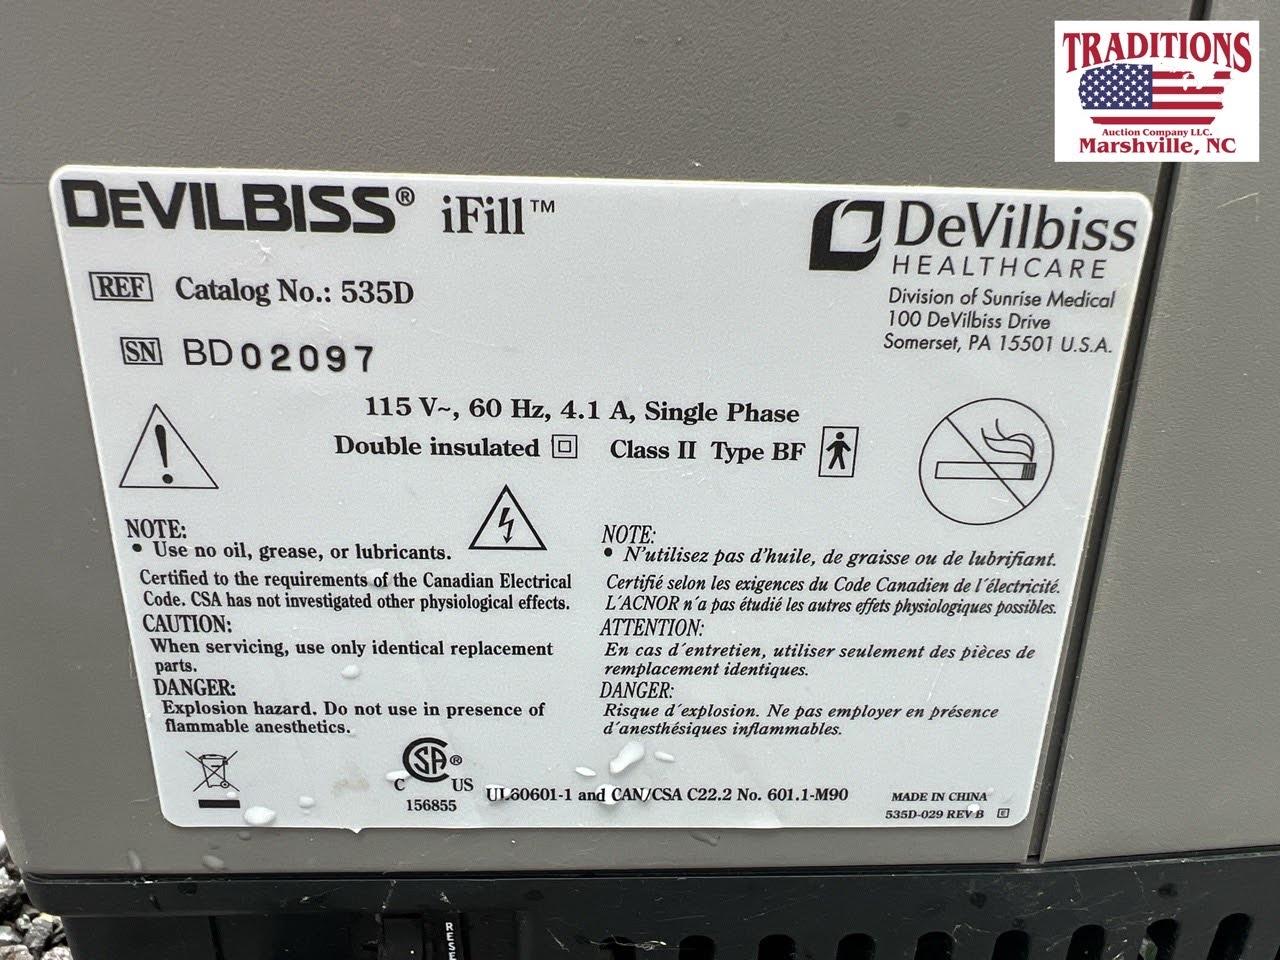 TRADITIONS
Auction Company LLC.
Marshville, NC
DEVILBISS® iFill™
DeVilbiss
HEALTHCARE
Division of Sunrise Medical
100 DeVilbiss Drive
Somerset, PA 15501 U.S.A.
REF Catalog No.: 535D
SN BD02097
115 V~, 60 Hz, 4.1 A, Single Phase
Double insulated Class II Type BF
NOTE:
• Use no oil, grease, or lubricants.
Certified to the requirements of the Canadian Electrical
Code. CSA has not investigated other physiological effects.
CAUTION:
When servicing, use only identical replacement
parts.
DANGER:
Explosion hazard. Do not use in presence of
flammable anesthetics.
NOTE:
• N'utilisez pas d'huile, de graisse ou de lubrifiant.
Certifié selon les exigences du Code Canadien de l'électricité.
L'ACNOR n'a pas étudié les autres effets physiologiques possibles.
ATTENTION:
En cas d'entretien, utiliser seulement des pièces de
remplacement identiques.
DANGER:
Risque d'explosion. Ne pas employer en présence
d'anesthésiques inflammables.
C CSA® US
156855
UL60601-1 and CAN/CSA C22.2 No. 601.1-M90
MADE IN CHINA
535D-029 REV B